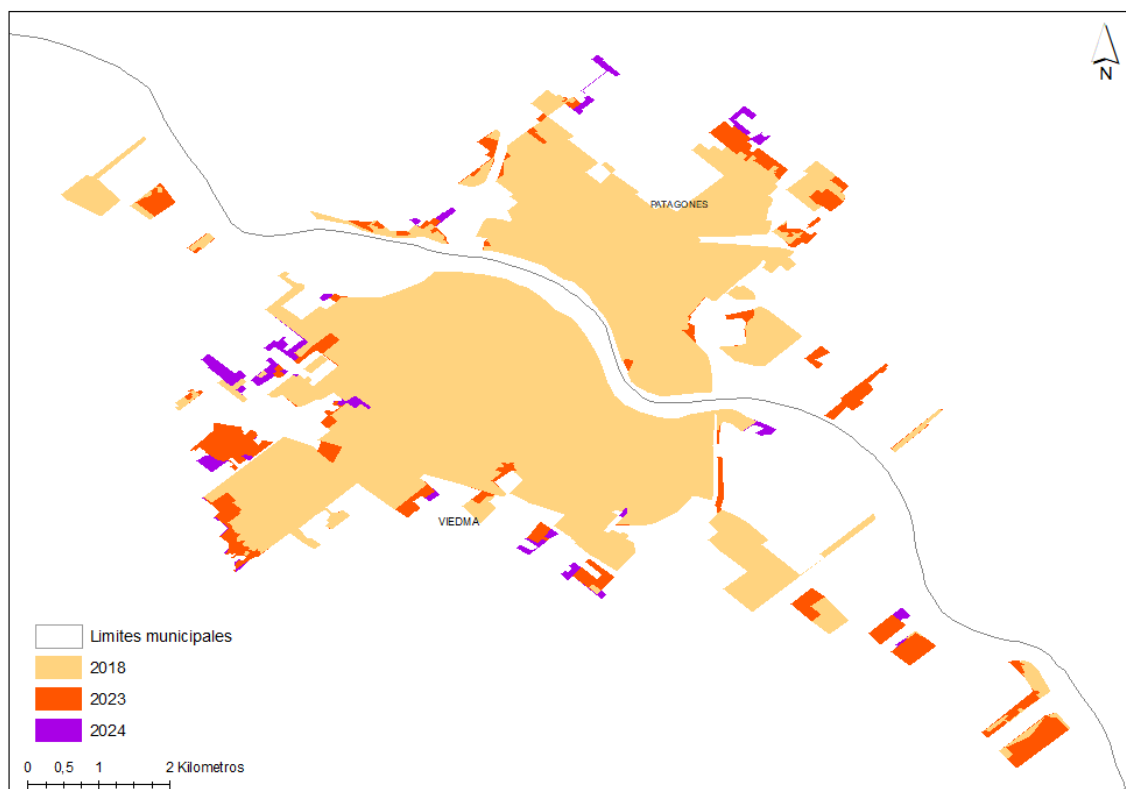 N
PATAGONES
VIEDMA
Limites municipales
2018
2023
2024
0 0,5 1 2 Kilometros